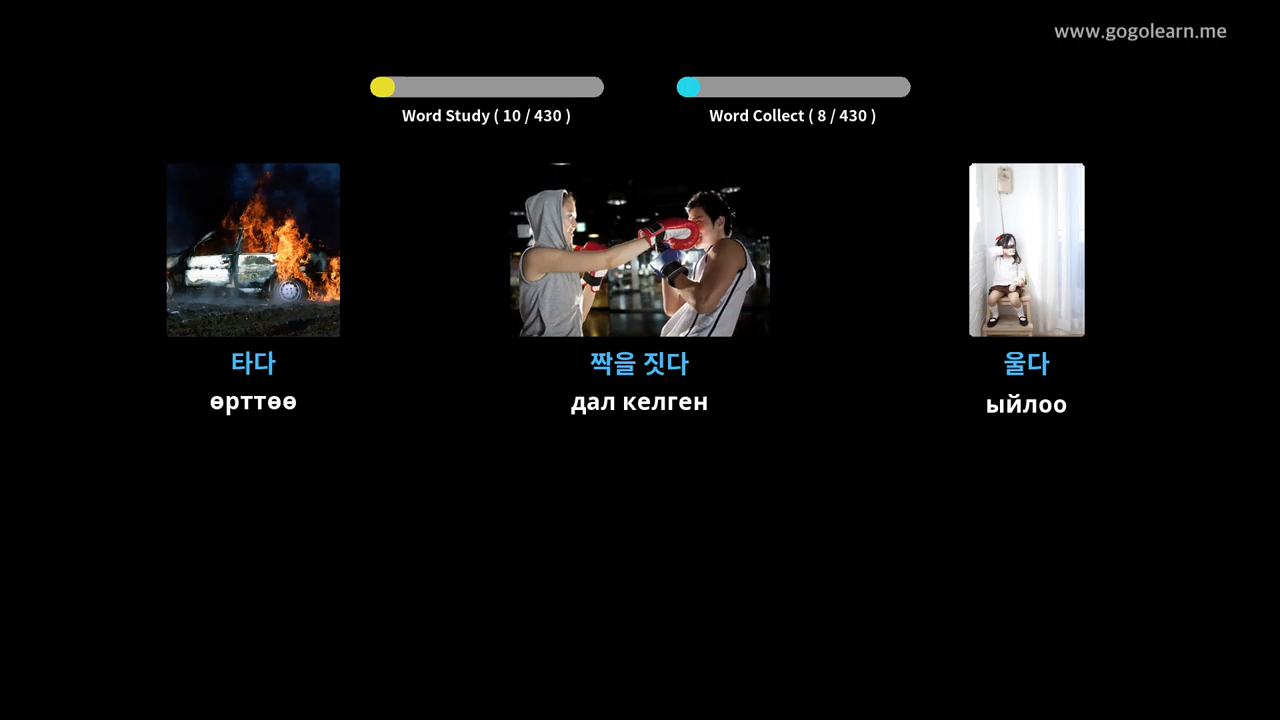 www.gogolearn.me
Word Study ( 10 / 430 )
Word Collect ( 8 / 430 )
타다
짝을 짓다
울다
өрттөө
дал келген
ыйлоо